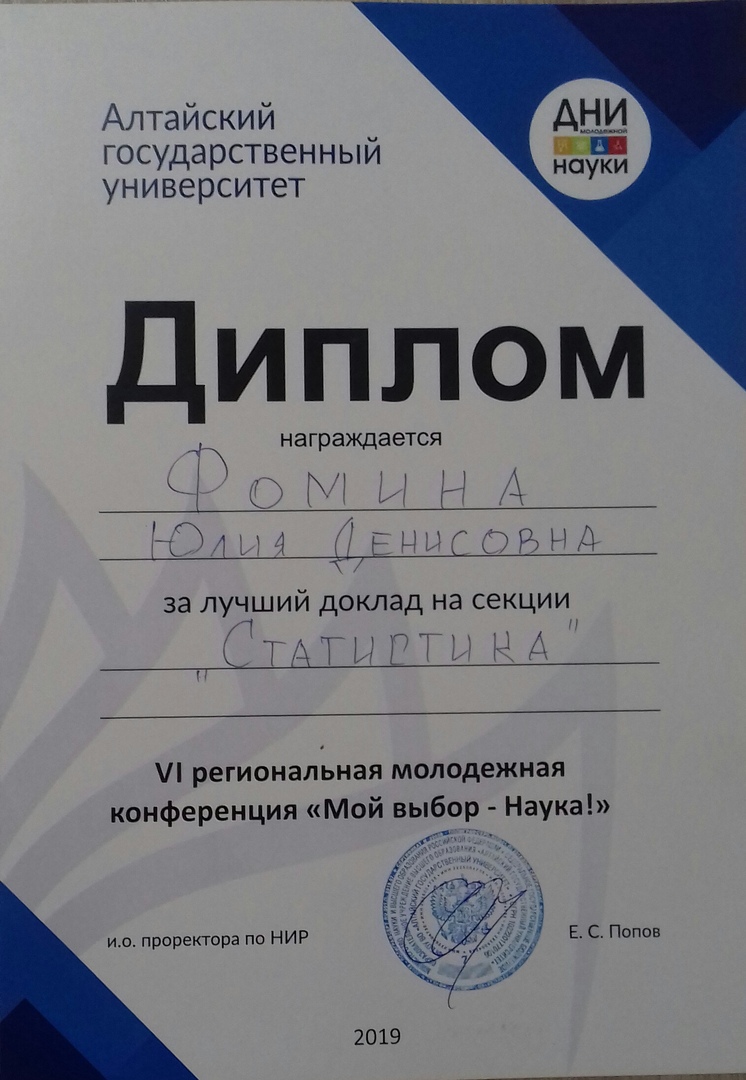 Алтайский
государственный
университет
ДНИ
молодежной
науки
Диплом
награждается
Фомина
Юлия Денисовна
за лучший доклад на секции
„Статистика"
VI региональная молодежная
конференция «Мой выбор - Наука!»
и.о. проректора по НИР
Е. С. Попов
2019